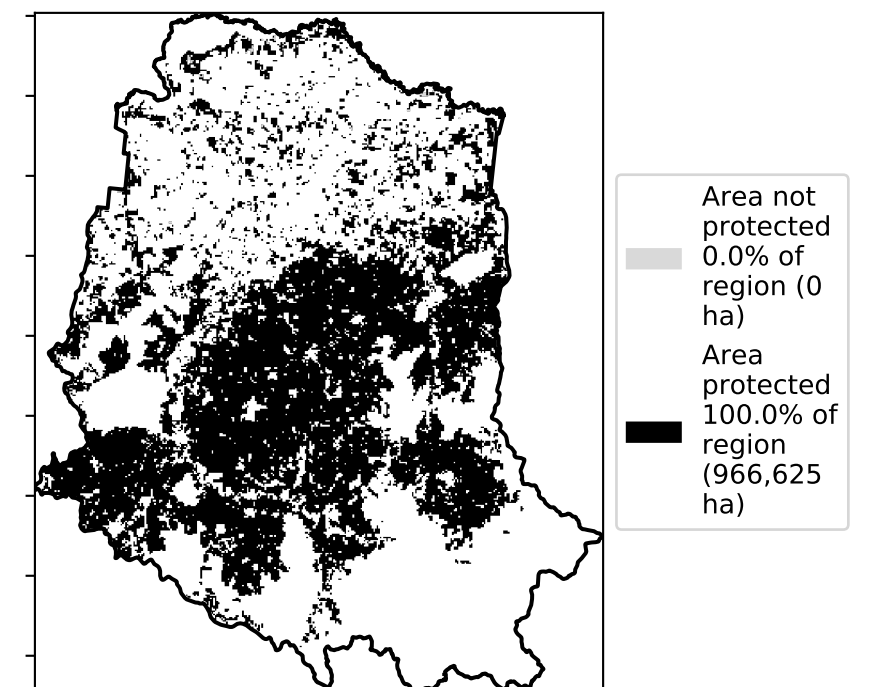 Area not
protected
0.0% of
region (0
ha)
Area
protected
100.0% of
region
(966,625
ha)